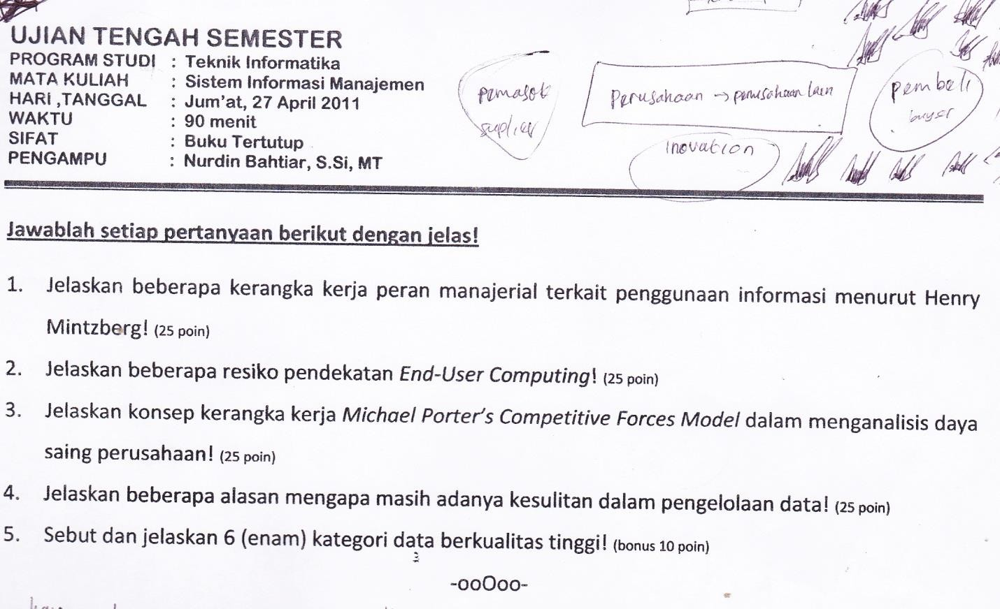 UJIAN TENGAH SEMESTER
PROGRAM STUDI : Teknik Informatika
MATA KULIAH : Sistem Informasi Manajemen
HARI ,TANGGAL : Jum'at, 27 April 2011
WAKTU : 90 menit
SIFAT : Buku Tertutup
PENGAMPU : Nurdin Bahtiar, S.Si, MT
Pemasok
suplier
Perusahaan → perusahaan lain
Pembeli
buyer
inovation
Jawablah setiap pertanyaan berikut dengan jelas!
1. Jelaskan beberapa kerangka kerja peran manajerial terkait penggunaan informasi menurut Henry
Mintzberg! (25 poin)
2. Jelaskan beberapa resiko pendekatan End-User Computing! (25 poin)
3. Jelaskan konsep kerangka kerja Michael Porter's Competitive Forces Model dalam menganalisis daya
saing perusahaan! (25 poin)
4. Jelaskan beberapa alasan mengapa masih adanya kesulitan dalam pengelolaan data! (25 poin)
5. Sebut dan jelaskan 6 (enam) kategori data berkualitas tinggi! (bonus 10 poin)
-ooOoo-